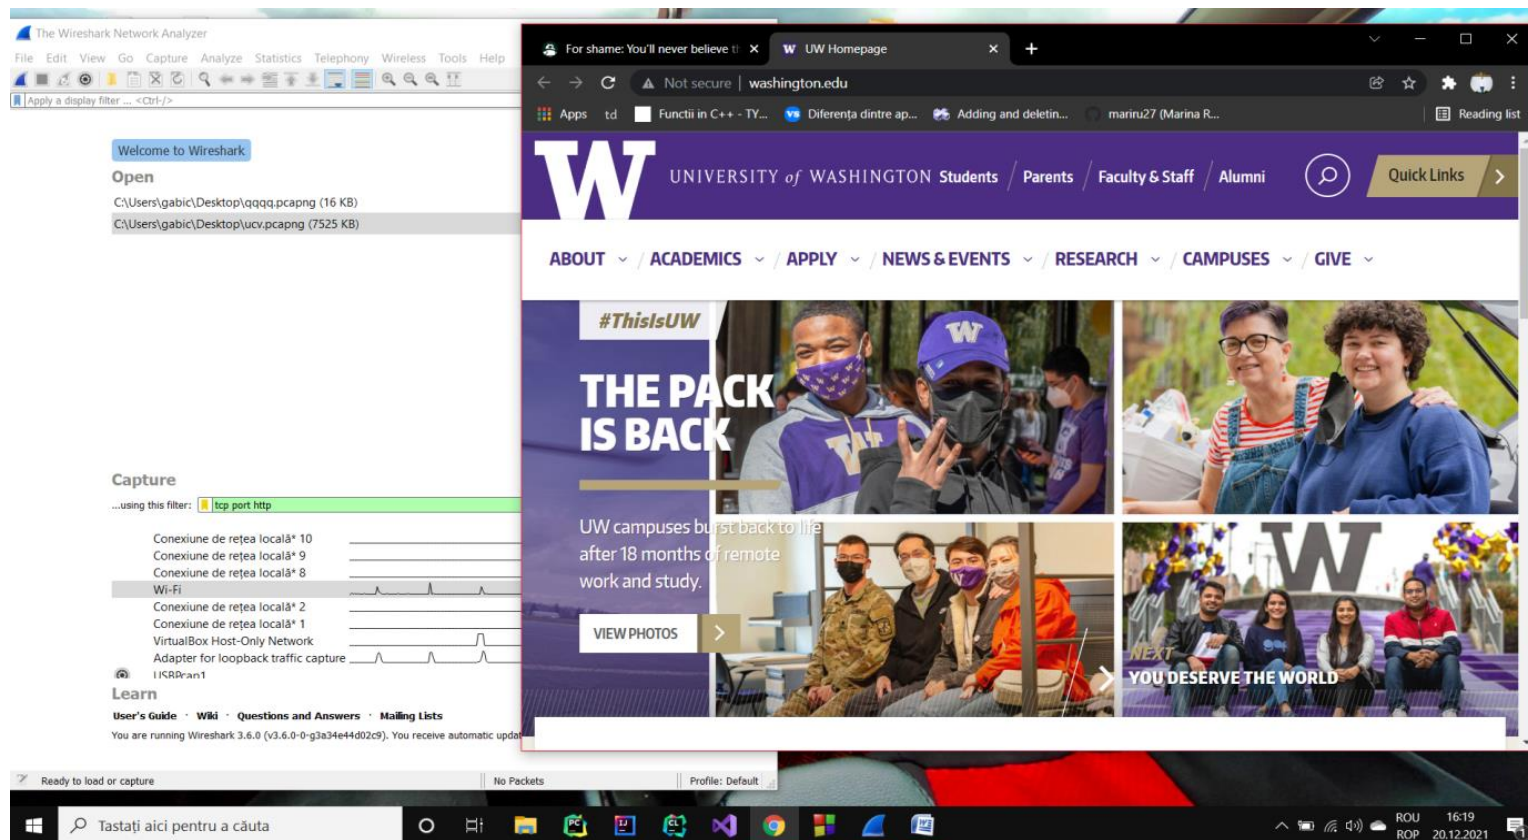 The Wireshark Network Analyzer
File Edit View Go Capture Analyze Statistics Telephony Wireless Tools Help
Apply a display filter ... <Ctrl-/>
Welcome to Wireshark
Open
C:\Users\gabic\Desktop\qqqq.pcapng (16 KB)
C:\Users\gabic\Desktop\ucv.pcapng (7525 KB)
Capture
...using this filter: tcp port http
Conexiune de rețea locală* 10
Conexiune de rețea locală* 9
Conexiune de rețea locală* 8
Wi-Fi
Conexiune de rețea locală* 2
Conexiune de rețea locală* 1
VirtualBox Host-Only Network
Adapter for loopback traffic capture
USBPcap1
Learn
User's Guide · Wiki · Questions and Answers · Mailing Lists
You are running Wireshark 3.6.0 (v3.6.0-0-g3a34e44d02c9). You receive automatic updat
Ready to load or capture No Packets Profile: Default
For shame: You'll never believe t UW Homepage
Not secure | washington.edu
Apps td Functii in C++ - TY... Diferența dintre ap... Adding and deletin... mariru27 (Marina R... Reading list
W UNIVERSITY of WASHINGTON Students / Parents / Faculty & Staff / Alumni Quick Links
ABOUT / ACADEMICS / APPLY / NEWS & EVENTS / RESEARCH / CAMPUSES / GIVE
#ThisIsUW
THE PACK
IS BACK
UW campuses burst back to life
after 18 months of remote
work and study.
VIEW PHOTOS
NEXT
YOU DESERVE THE WORLD
Tastați aici pentru a căuta
ROU 16:19
ROP 20.12.2021